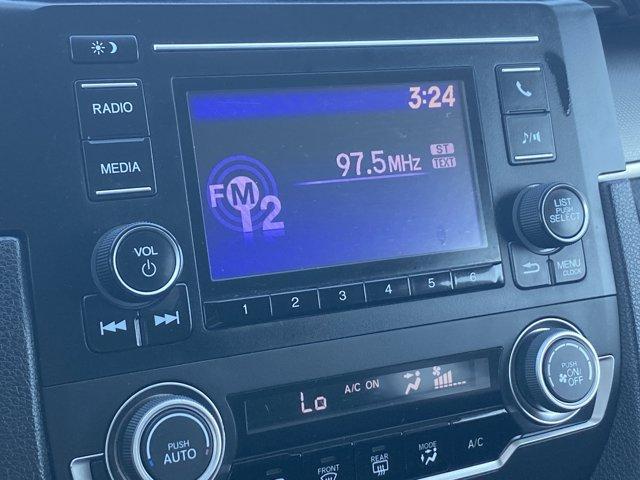 3:24
RADIO
97.5MHz
ST
TEXT
MEDIA
FM
2
LIST
PUSH
SELECT
VOL
MENU
CLOCK
1 2 3 4 5 6
PUSH
ON/
OFF
Lo A/C ON
PUSH
AUTO
FRONT
REAR
MODE
A/C